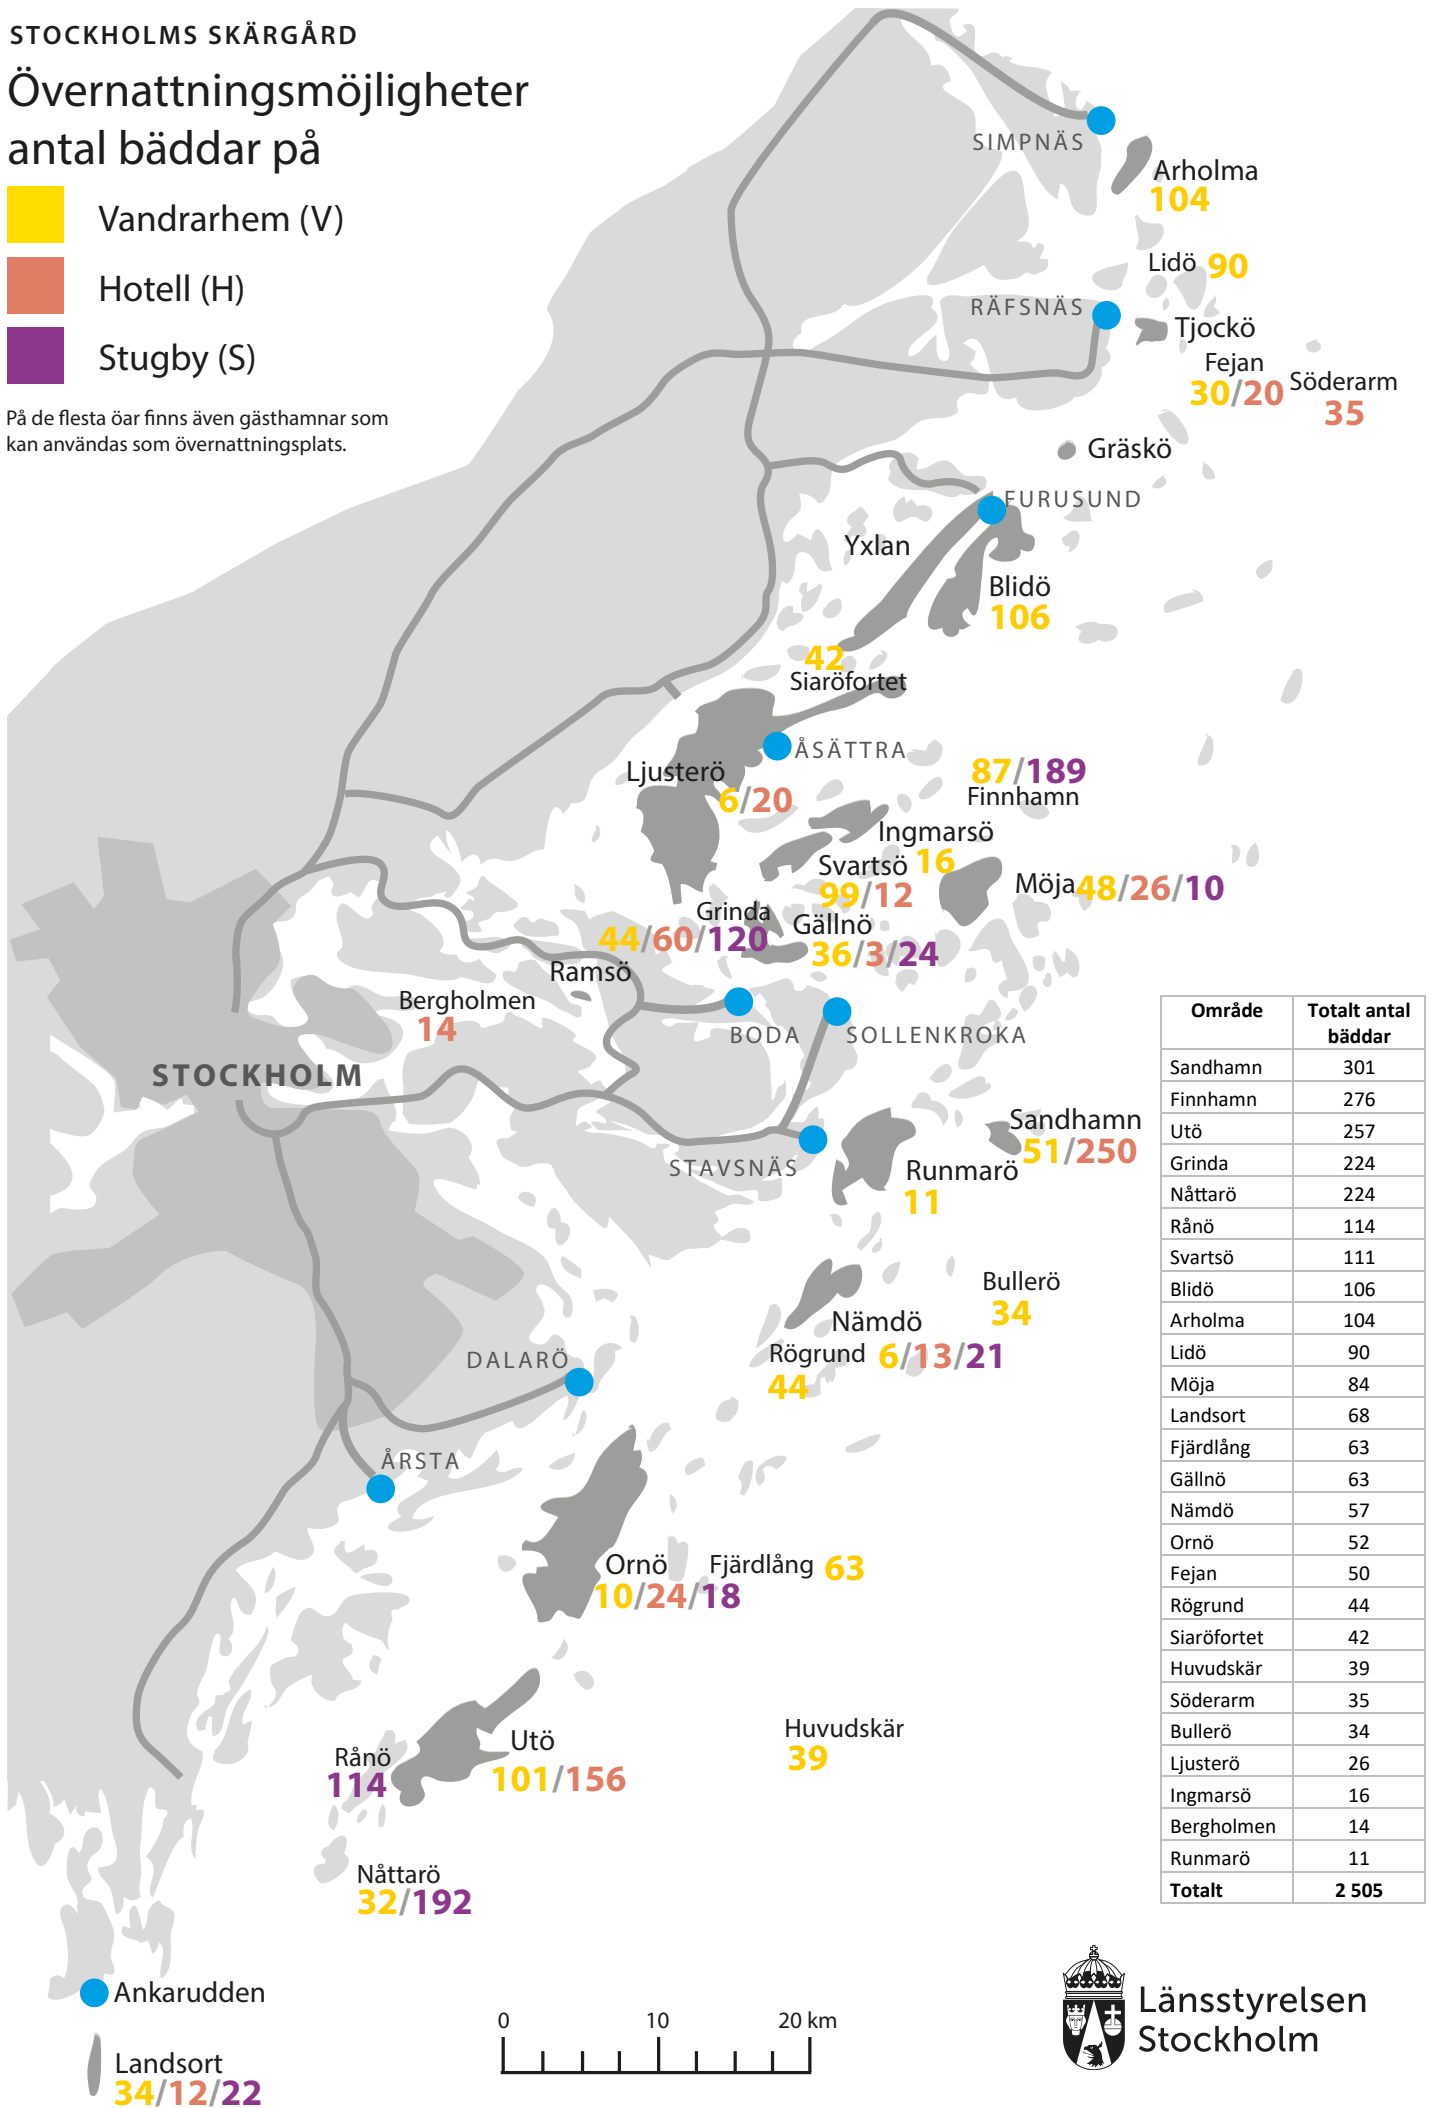 STOCKHOLMS SKÄRGÅRD
Övernattningsmöjligheter
antal bäddar på
Vandrarhem (V)
Hotell (H)
Stugby (S)
På de flesta öar finns även gästhamnar som
kan användas som övernattningsplats.
SIMPNÄS
Arholma
104
Lidö 90
RÄFSNÄS
Tjockö
Fejan
30/20
Söderarm
35
Gräskö
FURUSUND
Yxlan
Blidö
106
42
Siaröfortet
ÅSÄTTRA
Ljusterö
6/20
87/189
Finnhamn
Ingmarsö
16
Svartsö
99/12
Möja 48/26/10
Grinda
44/60/120
Gällnö
36/3/24
Ramsö
Bergholmen
14
BODA
SOLLENKROKA
STOCKHOLM
Sandhamn
51/250
STAVSNÄS
Runmarö
11
Bullerö
34
Nämdö
6/13/21
Rögrund
44
DALARÖ
ÅRSTA
Ornö
10/24/18
Fjärdlång 63
Utö
101/156
Huvudskär
39
Rånö
114
Nåttarö
32/192
Ankarudden
Landsort
34/12/22
0 10 20 km
Område Totalt antal
bäddar
Sandhamn 301
Finnhamn 276
Utö 257
Grinda 224
Nåttarö 224
Rånö 114
Svartsö 111
Blidö 106
Arholma 104
Lidö 90
Möja 84
Landsort 68
Fjärdlång 63
Gällnö 63
Nämdö 57
Ornö 52
Fejan 50
Rögrund 44
Siaröfortet 42
Huvudskär 39
Söderarm 35
Bullerö 34
Ljusterö 26
Ingmarsö 16
Bergholmen 14
Runmarö 11
Totalt 2 505
Länsstyrelsen
Stockholm